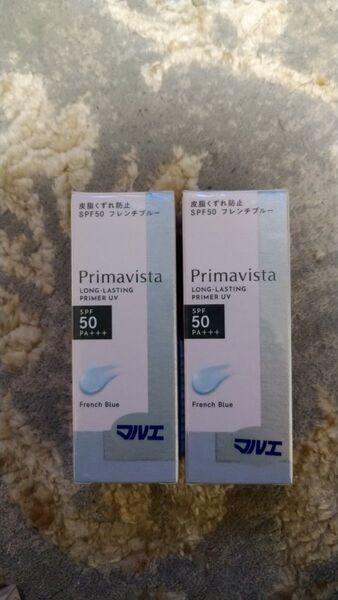 皮脂くずれ防止
SPF50 フレンチブルー
Primavista
LONG-LASTING
PRIMER UV
SPF
50
PA+++
French Blue
マルエ
皮脂くずれ防止
SPF50 フレンチブルー
Primavista
LONG-LASTING
PRIMER UV
SPF
50
PA+++
French Blue
マルエ